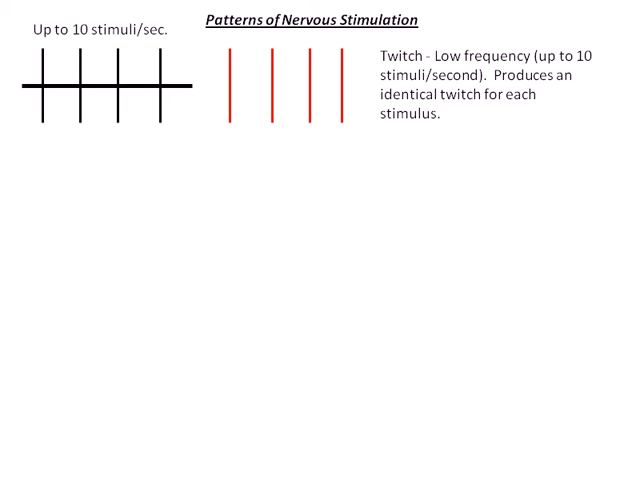 Patterns of Nervous Stimulation
Up to 10 stimuli/sec.
Twitch - Low frequency (up to 10
stimuli/second).  Produces an
identical twitch for each
stimulus.